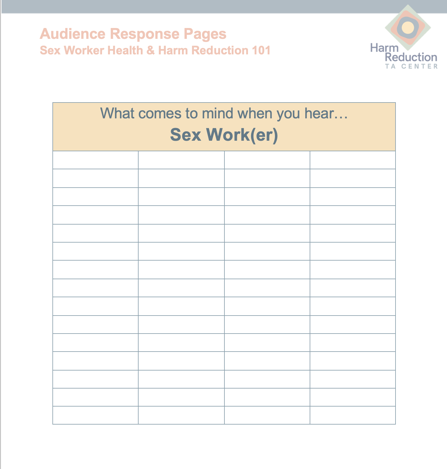 Audience Response Pages
Sex Worker Health & Harm Reduction 101
Harm
Reduction
TA CENTER
What comes to mind when you hear…
Sex Work(er)